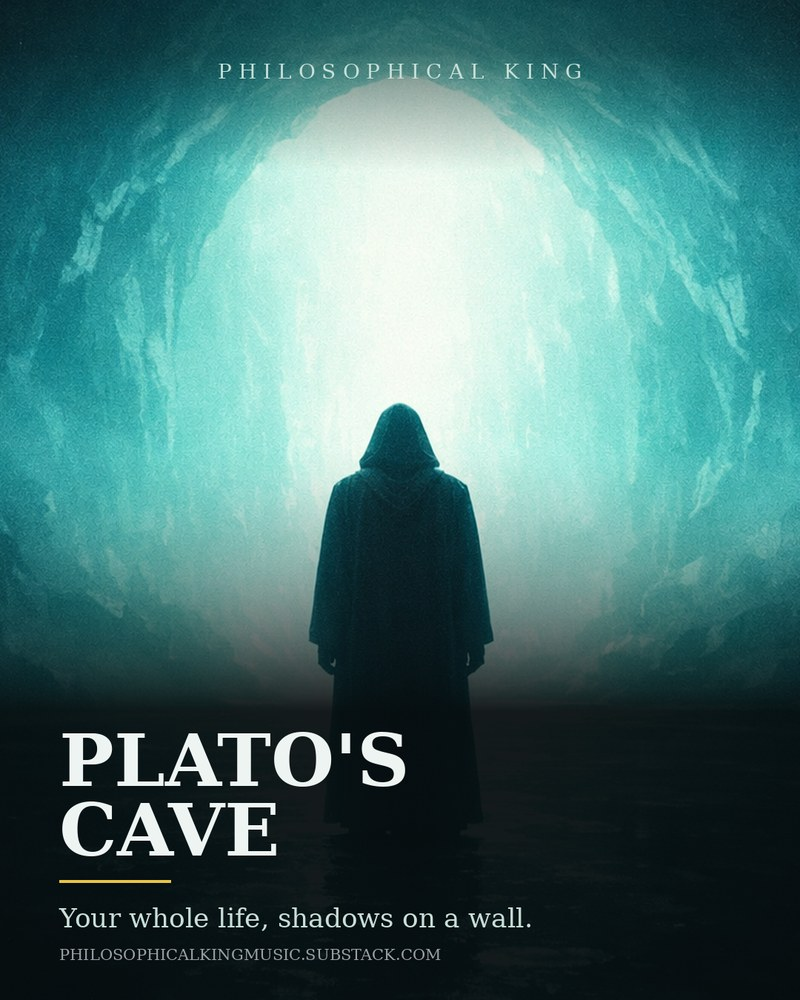 PHILOSOPHICAL KING
PLATO'S
CAVE
Your whole life, shadows on a wall.
PHILOSOPHICALKINGMUSIC.SUBSTACK.COM